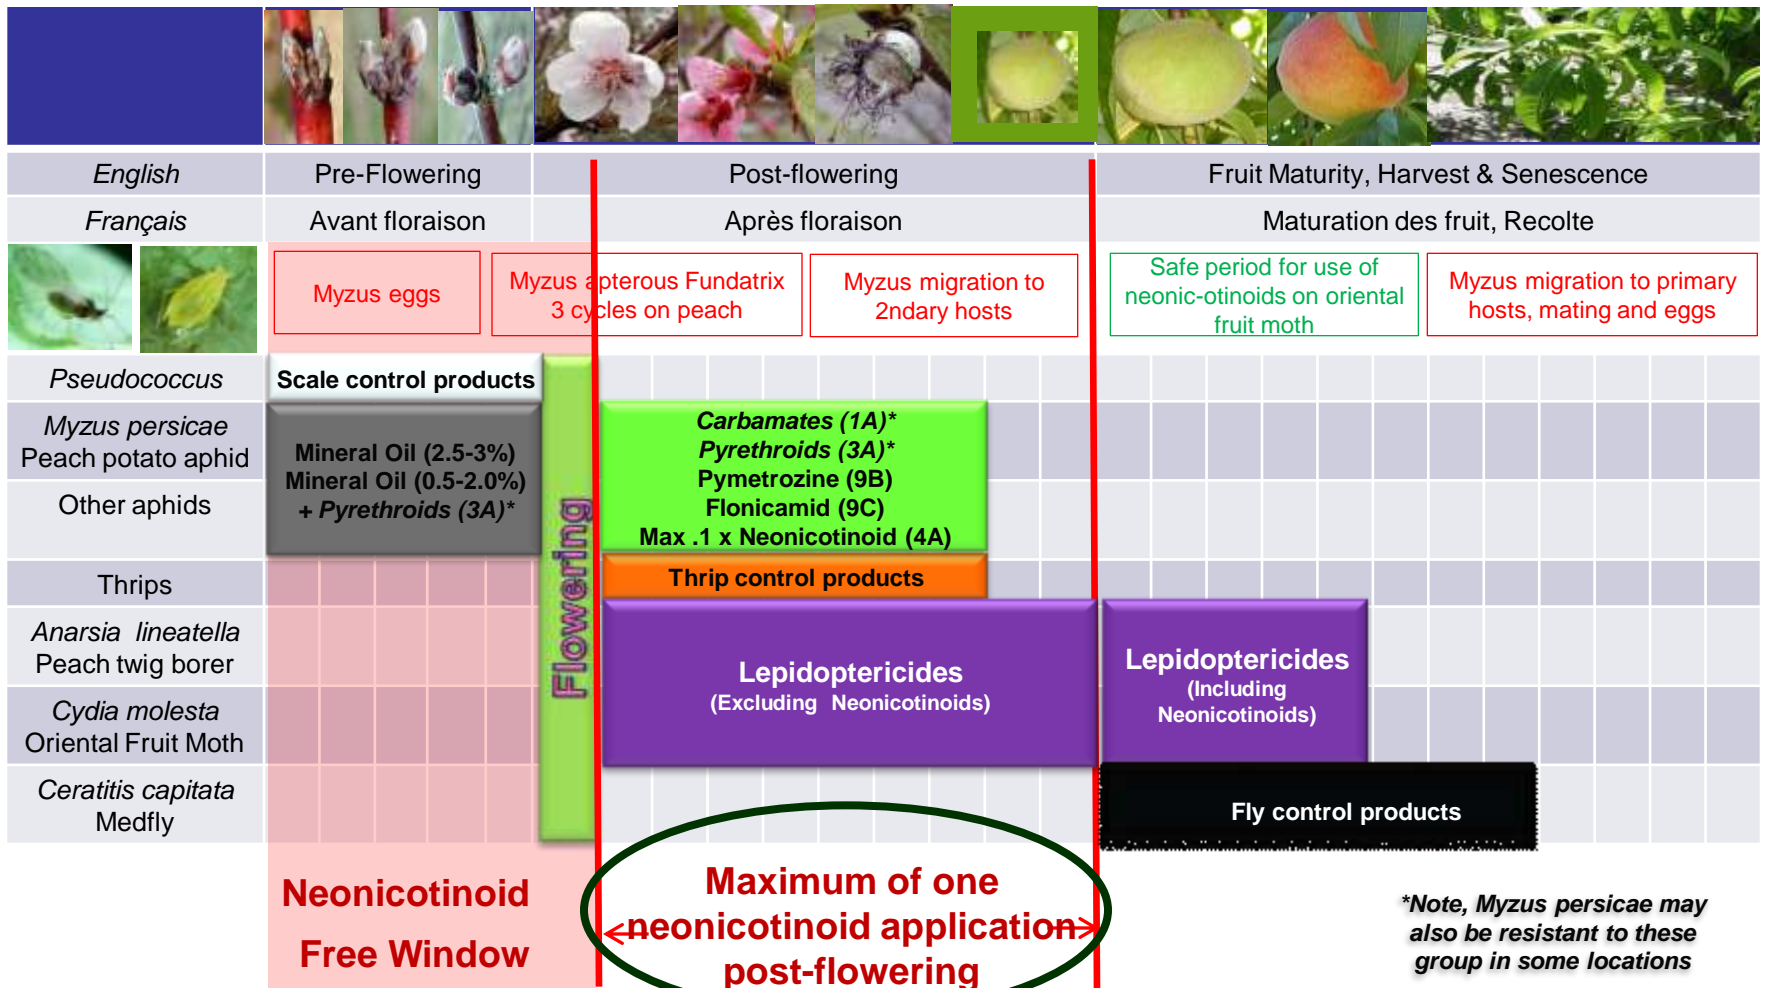 English
Pre-Flowering
Post-flowering
Fruit Maturity, Harvest & Senescence
Français
Avant floraison
Après floraison
Maturation des fruit, Recolte
Myzus eggs
Myzus apterous Fundatrix
3 cycles on peach
Myzus migration to
2ndary hosts
Safe period for use of
neonic-otinoids on oriental
fruit moth
Myzus migration to primary
hosts, mating and eggs
Pseudococcus
Scale control products
Myzus persicae
Peach potato aphid
Other aphids
Mineral Oil (2.5-3%)
Mineral Oil (0.5-2.0%)
+ Pyrethroids (3A)*
Flowering
Carbamates (1A)*
Pyrethroids (3A)*
Pymetrozine (9B)
Flonicamid (9C)
Max .1 x Neonicotinoid (4A)
Thrips
Thrip control products
Anarsia lineatella
Peach twig borer
Cydia molesta
Oriental Fruit Moth
Lepidoptericides
(Excluding Neonicotinoids)
Lepidoptericides
(Including
Neonicotinoids)
Ceratitis capitata
Medfly
Fly control products
Neonicotinoid
Free Window
Maximum of one
neonicotinoid application
post-flowering
*Note, Myzus persicae may
also be resistant to these
group in some locations